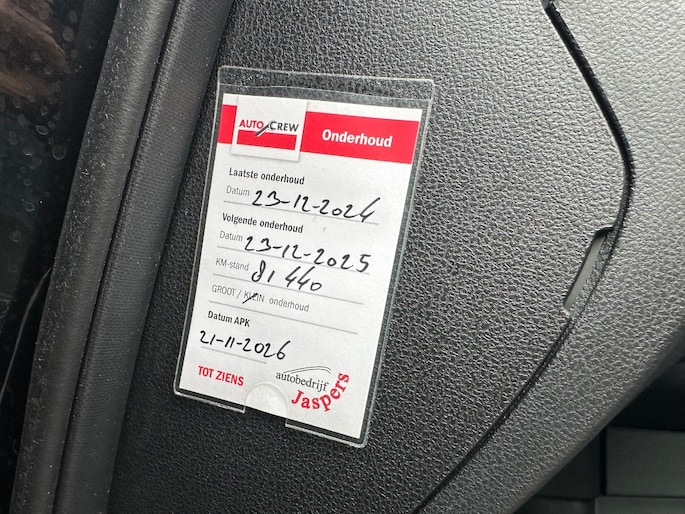 AUTO CREW
Onderhoud
Laatste onderhoud
Datum 23-12-2024
Volgende onderhoud
Datum 23-12-2025
KM-stand 81 440
GROOT / KLEIN onderhoud
Datum APK
21-11-2026
TOT ZIENS
autobedrijf
Jaspers